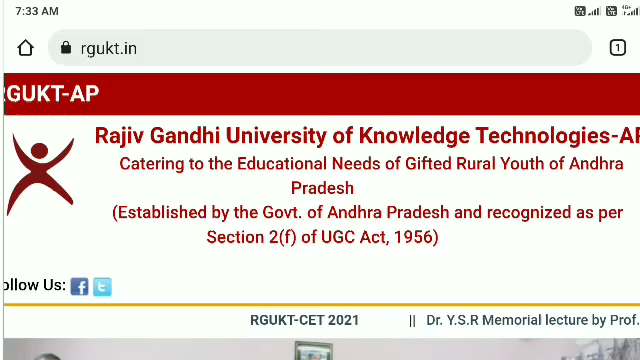 7:33 AM
rgukt.in
1
RGUKT-AP
Rajiv Gandhi University of Knowledge Technologies-AP
Catering to the Educational Needs of Gifted Rural Youth of Andhra
Pradesh
(Established by the Govt. of Andhra Pradesh and recognized as per
Section 2(f) of UGC Act, 1956)
ollow Us:
RGUKT-CET 2021 || Dr. Y.S.R Memorial lecture by Prof.